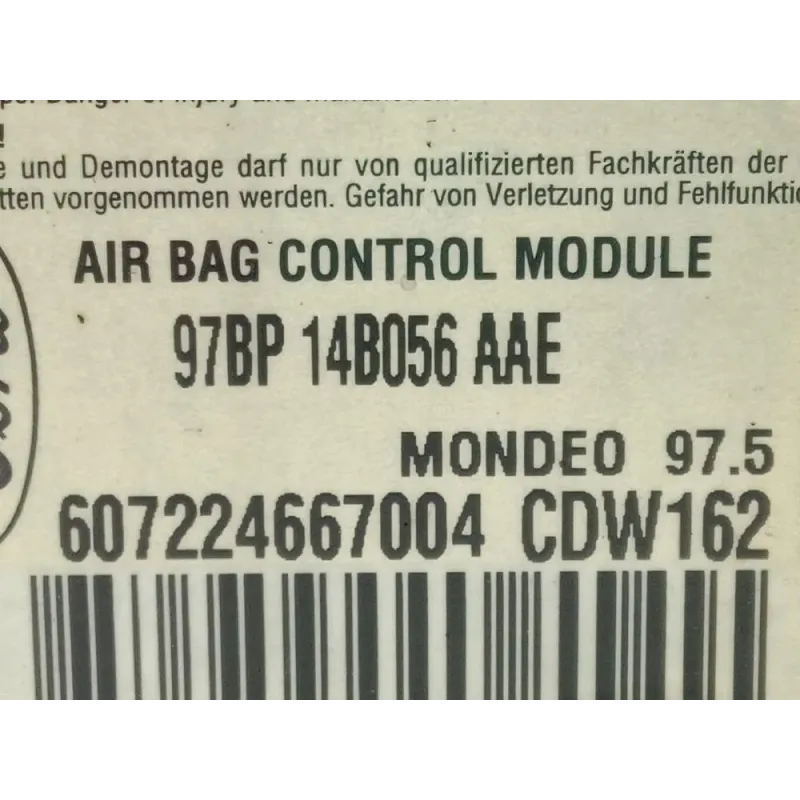 und Demontage darf nur von qualifizierten Fachkräften der
vorgenommen werden. Gefahr von Verletzung und
AIR BAG CONTROL MODULE
97BP 14B056 AAE
MONDEO 97.5
607224667004 CDW162